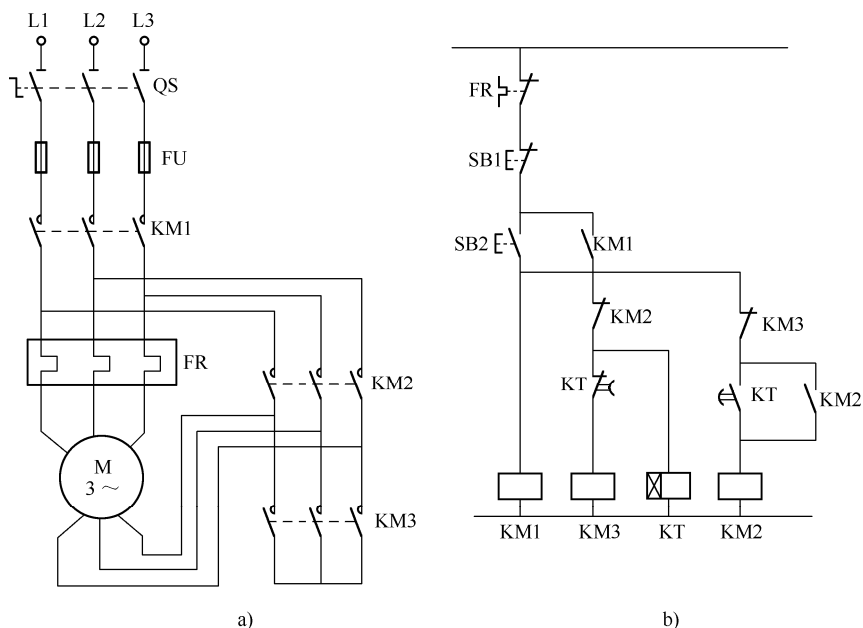 L1 L2 L3
QS
FU
KM1
FR
KM2
M
3 ~
KM3
a)
FR
SB1
SB2
KM1
KM2
KM3
KT
KT
KM2
KM1 KM3 KT KM2
b)